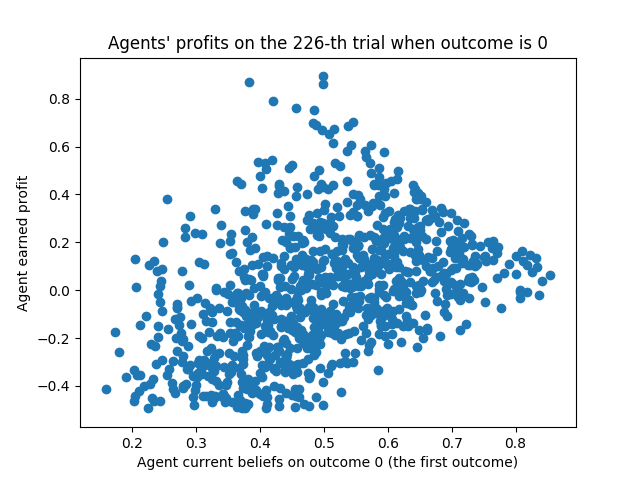 Agents' profits on the 226-th trial when outcome is 0
Agent earned profit
0.8
0.6
0.4
0.2
0.0
−0.2
−0.4
0.2 0.3 0.4 0.5 0.6 0.7 0.8
Agent current beliefs on outcome 0 (the first outcome)